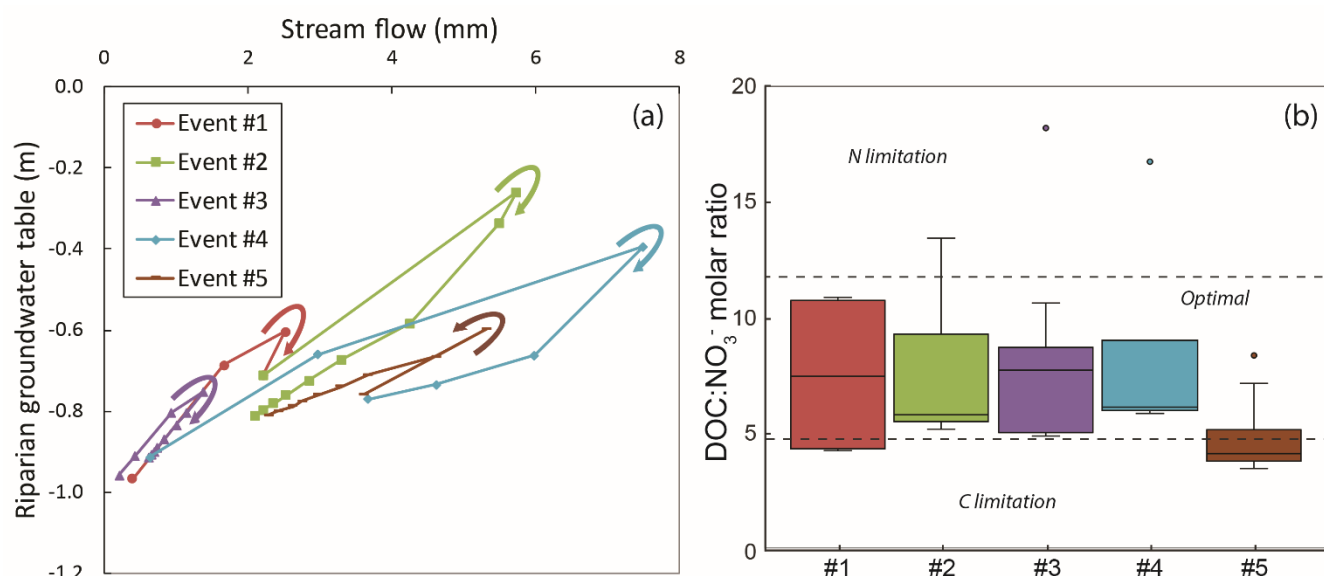 Stream flow (mm)
0 2 4 6 8
0.0
-0.2
-0.4
-0.6
-0.8
-1.0
-1.2
Riparian groundwater table (m)
(a)
Event #1
Event #2
Event #3
Event #4
Event #5
(b)
20
15
10
5
0
DOC:NO₃⁻ molar ratio
N limitation
Optimal
C limitation
#1 #2 #3 #4 #5